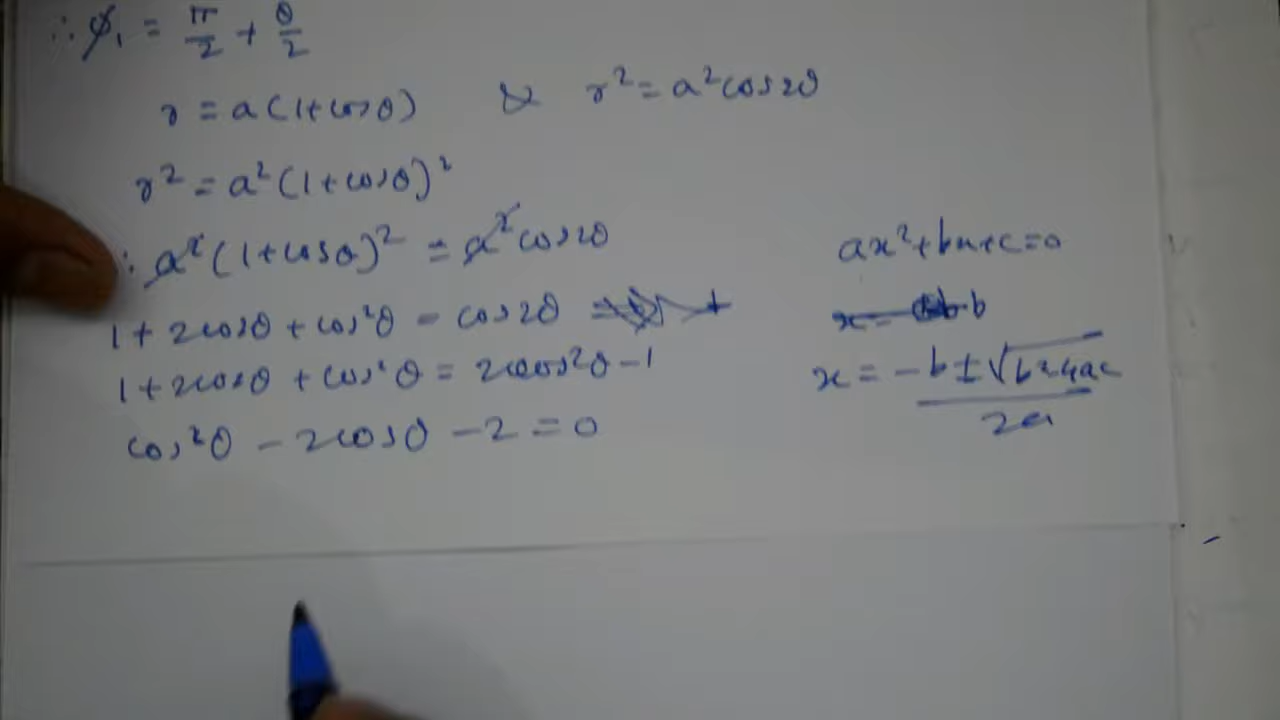 ∴ φ₁ = π/2 + θ/2
r = a(1+cosθ) & r² = a²cos2θ
r² = a²(1+cosθ)²
∴ a²(1+cosθ)² = a²cos2θ
ax²+bx+c=0
1+2cosθ+cos²θ = cos2θ
x = -b
1+2cosθ+cos²θ = 2cos²θ-1
x = -b±√b²-4ac / 2a
cos²θ - 2cosθ - 2 = 0